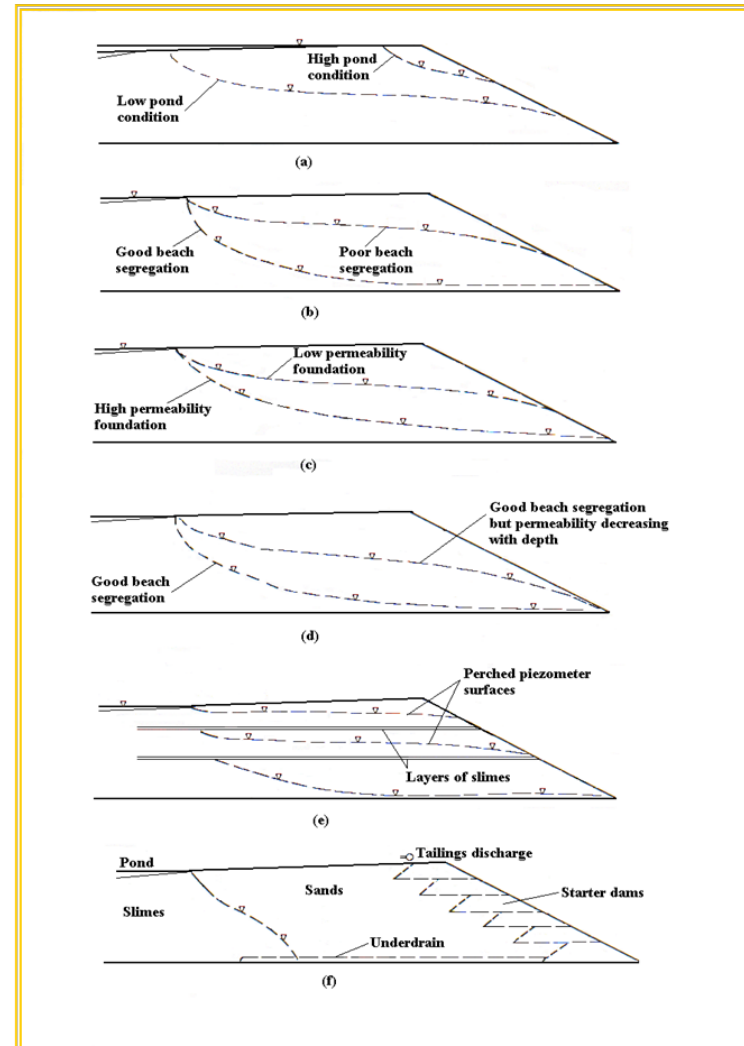 High pond
condition
Low pond
condition
(a)
Good beach
segregation
Poor beach
segregation
(b)
Low permeability
foundation
High permeability
foundation
(c)
Good beach segregation
but permeability decreasing
with depth
Good beach
segregation
(d)
Perched piezometer
surfaces
Layers of slimes
(e)
Tailings discharge
Pond
Slimes
Sands
Starter dams
Underdrain
(f)